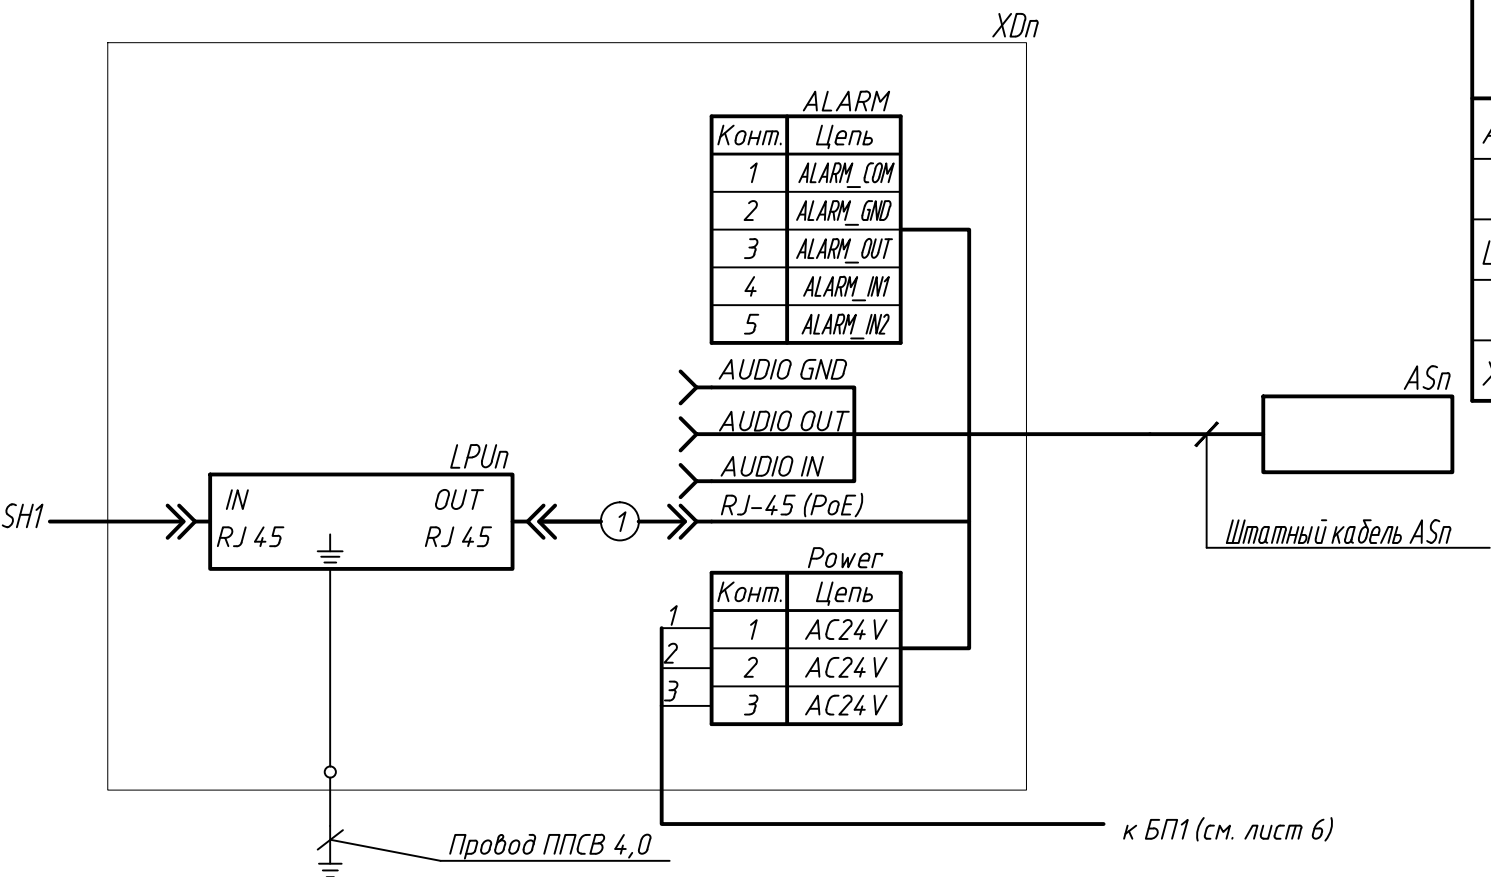 XDn
ALARM
Конт. Цепь
1 ALARM_COM
2 ALARM_GND
3 ALARM_OUT
4 ALARM_IN1
5 ALARM_IN2
AUDIO GND
ASn
AUDIO OUT
LPUn
AUDIO IN
IN OUT
RJ-45 (PoE)
SH1
1
RJ 45 RJ 45
Штатный кабель ASn
Power
Конт. Цепь
1 1 AC24V
2 2 AC24V
3 3 AC24V
к БП1 (см. лист 6)
Провод ППСВ 4,0